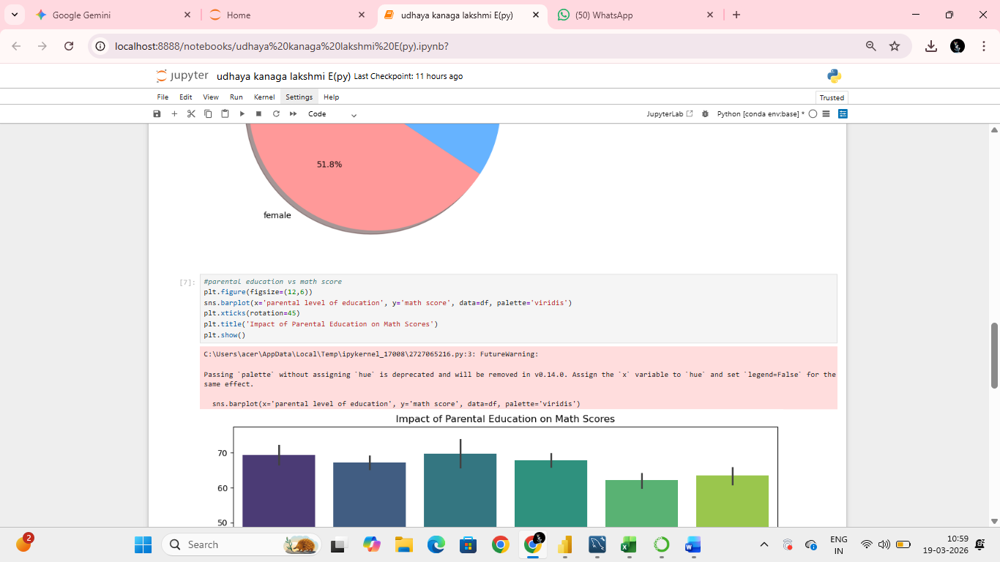 Google Gemini
Home
udhaya kanaga lakshmi E(py)
(50) WhatsApp
localhost:8888/notebooks/udhaya%20kanaga%20lakshmi%20E(py).ipynb?
jupyter udhaya kanaga lakshmi E(py) Last Checkpoint: 11 hours ago
File Edit View Run Kernel Settings Help
Trusted
Code
JupyterLab
Python [conda env:base] *
51.8%
female
[7]:
#parental education vs math score
plt.figure(figsize=(12,6))
sns.barplot(x='parental level of education', y='math score', data=df, palette='viridis')
plt.xticks(rotation=45)
plt.title('Impact of Parental Education on Math Scores')
plt.show()
C:\Users\acer\AppData\Local\Temp\ipykernel_17008\2727065216.py:3: FutureWarning:
Passing `palette` without assigning `hue` is deprecated and will be removed in v0.14.0. Assign the `x` variable to `hue` and set `legend=False` for the
same effect.
sns.barplot(x='parental level of education', y='math score', data=df, palette='viridis')
Impact of Parental Education on Math Scores
70
60
50
2
Search
ENG
IN
10:59
19-03-2026